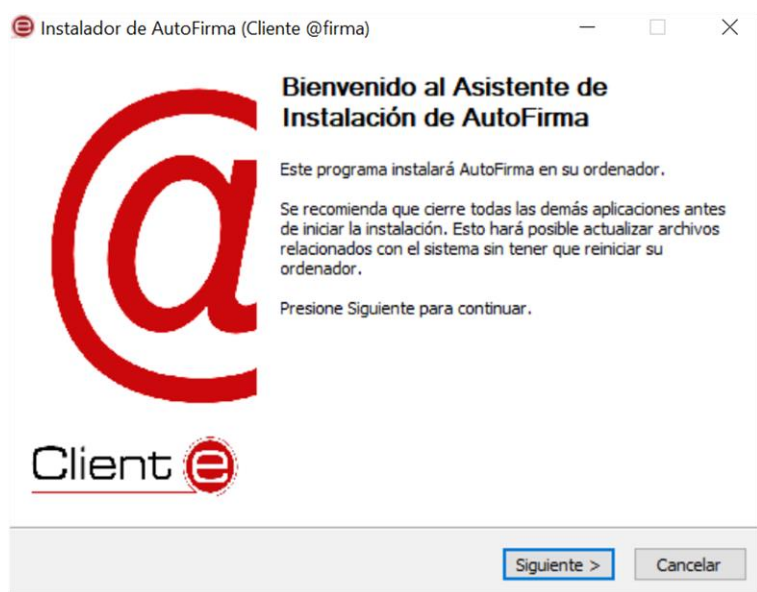 Instalador de AutoFirma (Cliente @firma)
Bienvenido al Asistente de
Instalación de AutoFirma
Este programa instalará AutoFirma en su ordenador.
Se recomienda que cierre todas las demás aplicaciones antes
de iniciar la instalación. Esto hará posible actualizar archivos
relacionados con el sistema sin tener que reiniciar su
ordenador.
Presione Siguiente para continuar.
@
Client e
Siguiente >
Cancelar